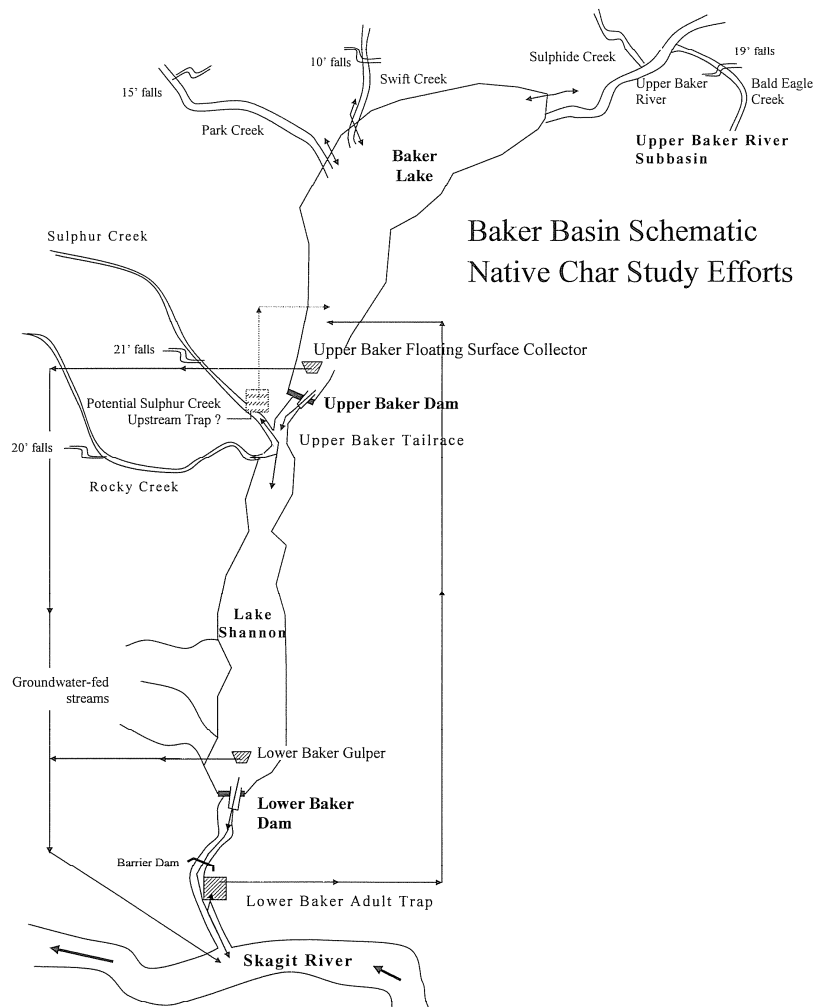 Sulphide Creek
19' falls
10' falls
Swift Creek
Upper Baker
River
Bald Eagle
Creek
15' falls
Park Creek
Upper Baker River
Subbasin
Baker
Lake
Baker Basin Schematic
Native Char Study Efforts
Sulphur Creek
21' falls
Upper Baker Floating Surface Collector
Potential Sulphur Creek
Upstream Trap ?
Upper Baker Dam
Upper Baker Tailrace
20' falls
Rocky Creek
Lake
Shannon
Groundwater-fed
streams
Lower Baker Gulper
Lower Baker
Dam
Barrier Dam
Lower Baker Adult Trap
Skagit River